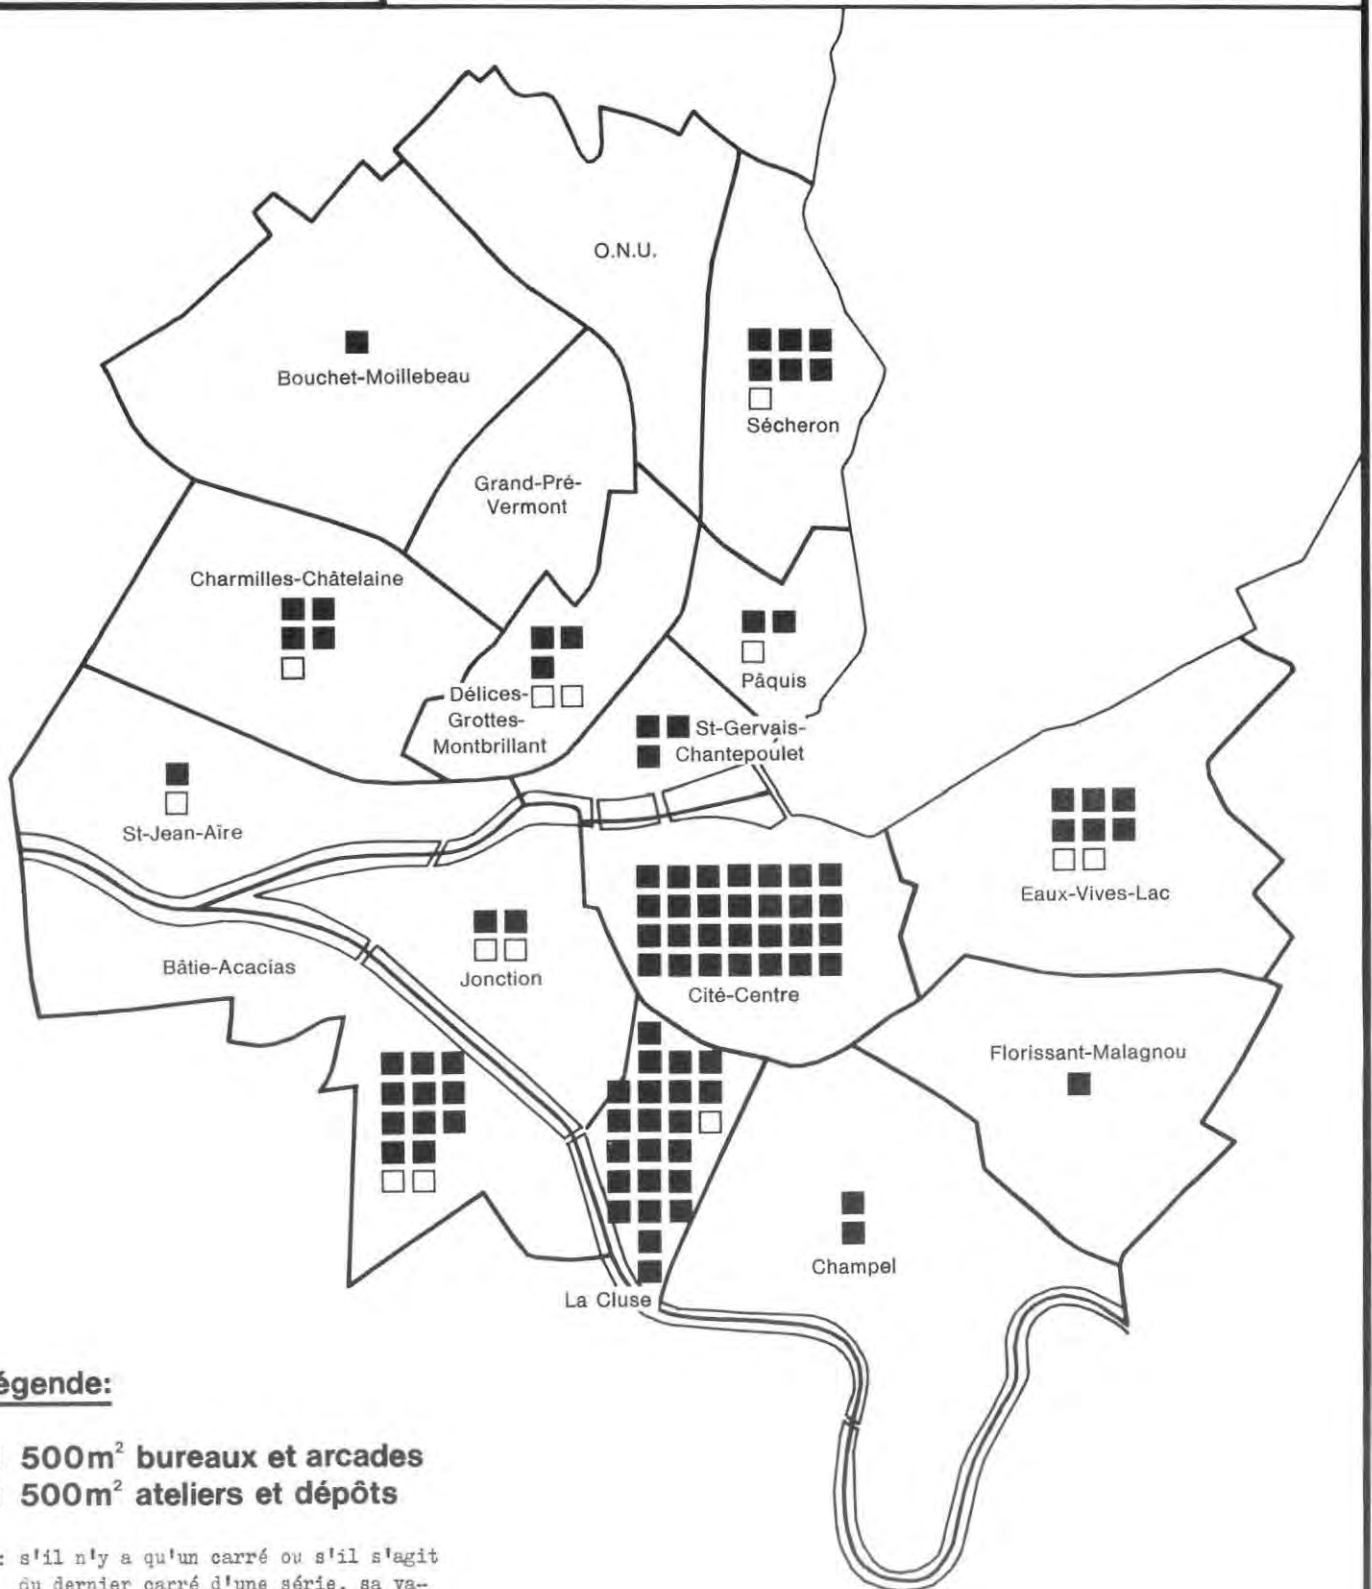 O.N.U.
Bouchet-Moillebeau
Sécheron
Grand-Pré-
Vermont
Charmilles-Châtelaine
Pâquis
Délices-
Grottes-
Montbrillant
St-Gervais-
Chantepoulet
St-Jean-Aïre
Eaux-Vives-Lac
Bâtie-Acacias
Jonction
Cité-Centre
Florissant-Malagnou
Champel
La Cluse
égende:
500m² bureaux et arcades
500m² ateliers et dépôts
: s'il n'y a qu'un carré ou s'il s'agit
du dernier carré d'une série, sa va-